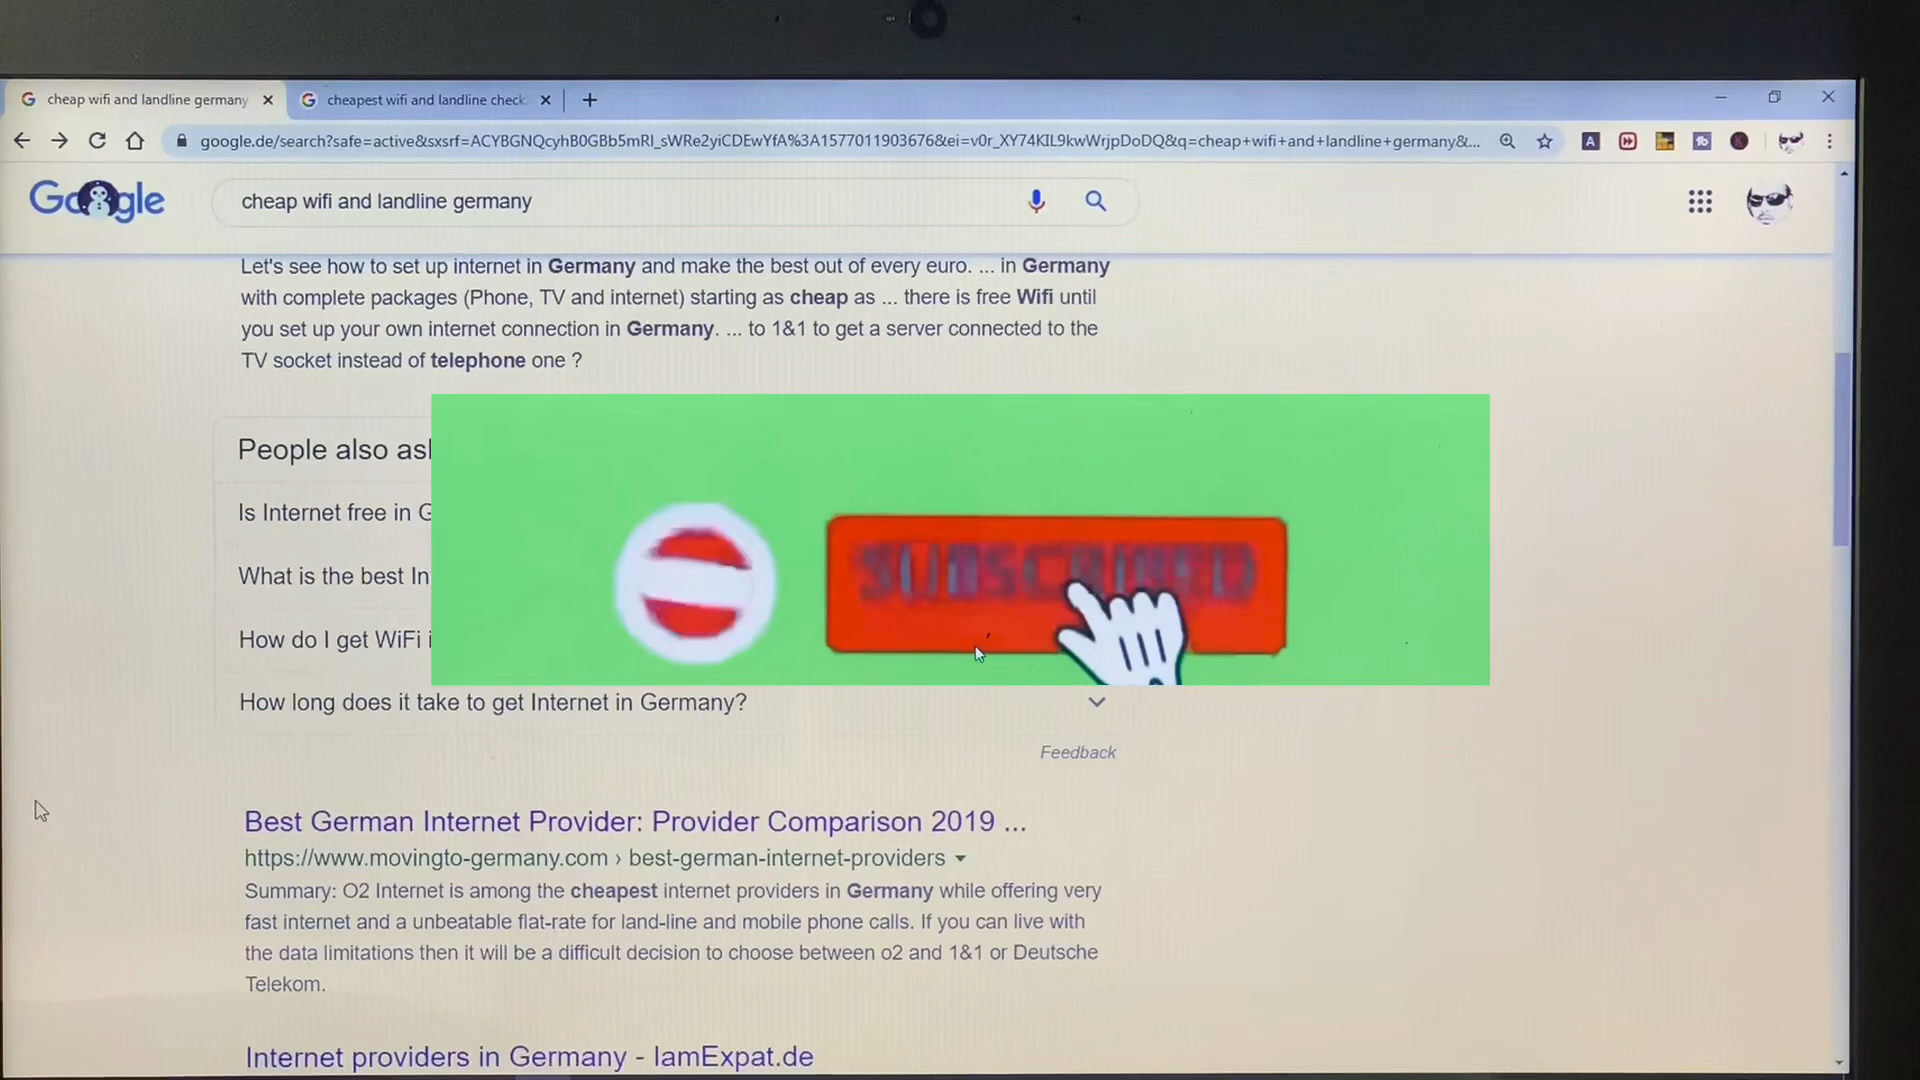 cheap wifi and landline germany
cheapest wifi and landline check
google.de/search?safe=active&sxsrf=ACYBGNQcyhB0GBb5mRl_sWRe2yiCDEwYfA%3A1577011903676&ei=v0r_XY74KIL9kwWrjpDoDQ&q=cheap+wifi+and+landline+germany&...
Google
cheap wifi and landline germany
Let's see how to set up internet in Germany and make the best out of every euro. ... in Germany
with complete packages (Phone, TV and internet) starting as cheap as ... there is free Wifi until
you set up your own internet connection in Germany. ... to 1&1 to get a server connected to the
TV socket instead of telephone one ?
People also as
Is Internet free in G
What is the best In
How do I get WiFi i
SUBSCRIBED
How long does it take to get Internet in Germany?
Feedback
Best German Internet Provider: Provider Comparison 2019 ...
https://www.movingto-germany.com › best-german-internet-providers
Summary: O2 Internet is among the cheapest internet providers in Germany while offering very
fast internet and a unbeatable flat-rate for land-line and mobile phone calls. If you can live with
the data limitations then it will be a difficult decision to choose between o2 and 1&1 or Deutsche
Telekom.
Internet providers in Germany - IamExpat.de